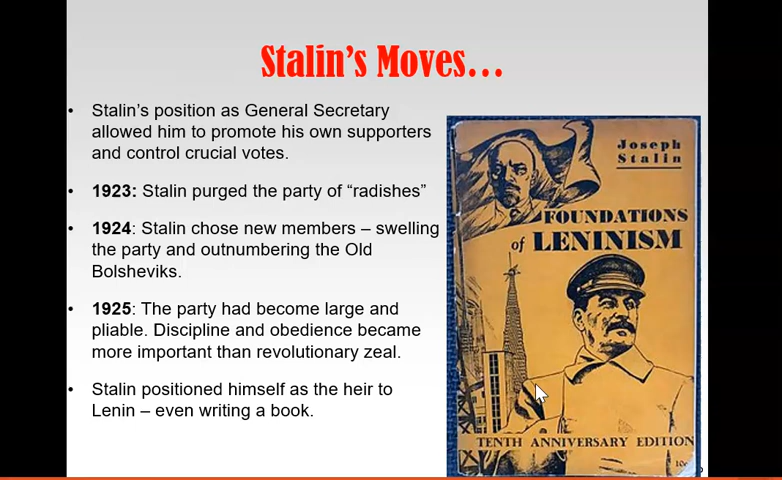 Stalin's Moves...
• Stalin's position as General Secretary
allowed him to promote his own supporters
and control crucial votes.
• 1923: Stalin purged the party of “radishes”
• 1924: Stalin chose new members – swelling
the party and outnumbering the Old
Bolsheviks.
• 1925: The party had become large and
pliable. Discipline and obedience became
more important than revolutionary zeal.
• Stalin positioned himself as the heir to
Lenin – even writing a book.
Joseph
Stalin
FOUNDATIONS
of LENINISM
TENTH ANNIVERSARY EDITION